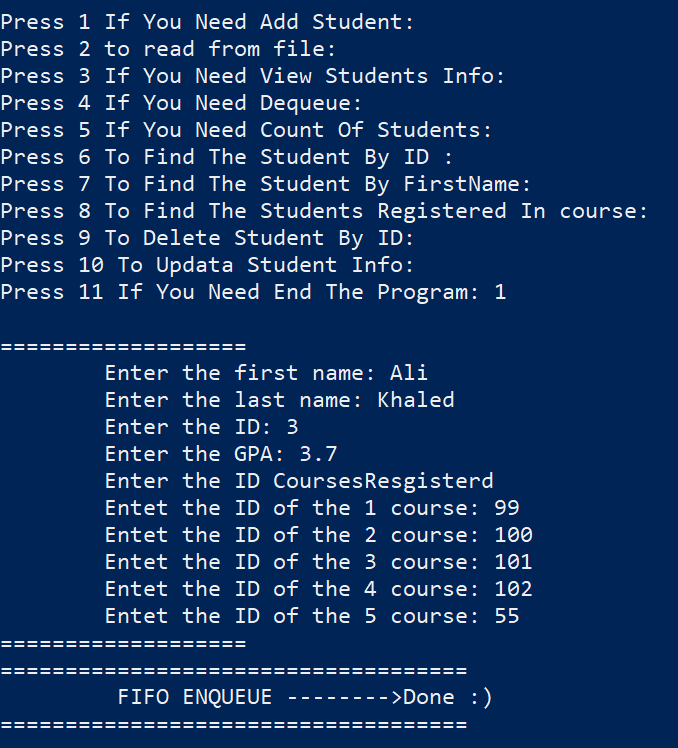 Press 1 If You Need Add Student:
Press 2 to read from file:
Press 3 If You Need View Students Info:
Press 4 If You Need Dequeue:
Press 5 If You Need Count Of Students:
Press 6 To Find The Student By ID :
Press 7 To Find The Student By FirstName:
Press 8 To Find The Students Registered In course:
Press 9 To Delete Student By ID:
Press 10 To Updata Student Info:
Press 11 If You Need End The Program: 1
===================
Enter the first name: Ali
Enter the last name: Khaled
Enter the ID: 3
Enter the GPA: 3.7
Enter the ID CoursesResgisterd
Entet the ID of the 1 course: 99
Entet the ID of the 2 course: 100
Entet the ID of the 3 course: 101
Entet the ID of the 4 course: 102
Entet the ID of the 5 course: 55
===================
====================================
FIFO ENQUEUE -------->Done :)
====================================